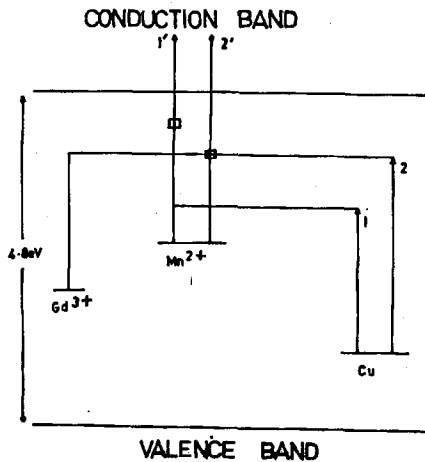 CONDUCTION BAND
1' 2'
2
1
4.8eV
Mn2+
Gd3+
Cu
VALENCE BAND